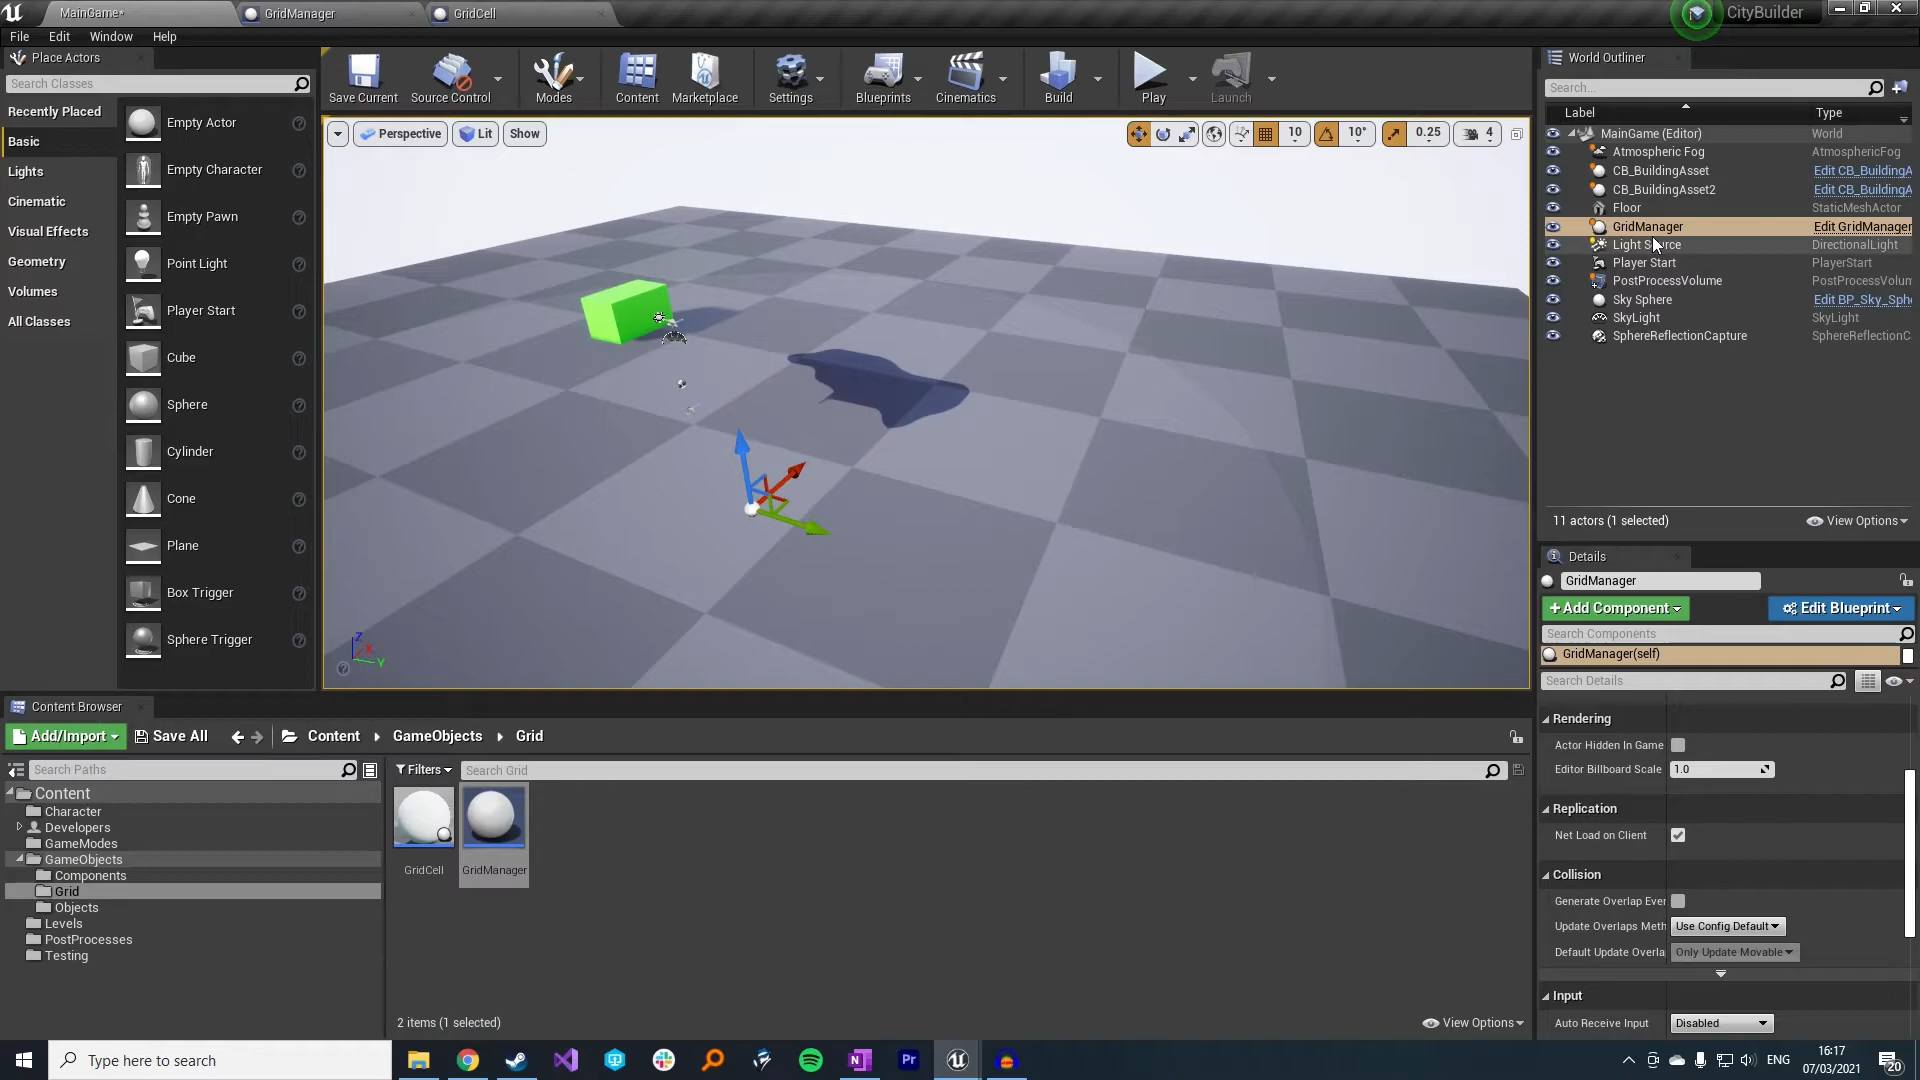 MainGame*
GridManager
GridCell
CityBuilder
File
Edit
Window
Help
Place Actors
Search Classes
Recently Placed
Basic
Lights
Cinematic
Visual Effects
Geometry
Volumes
All Classes
Empty Actor
Empty Character
Empty Pawn
Point Light
Player Start
Cube
Sphere
Cylinder
Cone
Plane
Box Trigger
Sphere Trigger
Save Current
Source Control
Modes
Content
Marketplace
Settings
Blueprints
Cinematics
Build
Play
Launch
Perspective
Lit
Show
10
10°
0.25
4
Z
X
Y
World Outliner
Search...
Label
Type
MainGame (Editor)
World
Atmospheric Fog
AtmosphericFog
CB_BuildingAsset
Edit CB_BuildingA
CB_BuildingAsset2
Edit CB_BuildingA
Floor
StaticMeshActor
GridManager
Edit GridManager
Light Source
DirectionalLight
Player Start
PlayerStart
PostProcessVolume
PostProcessVolum
Sky Sphere
Edit BP_Sky_Sphe
SkyLight
SkyLight
SphereReflectionCapture
SphereReflectionC
11 actors (1 selected)
View Options
Details
GridManager
+Add Component
Edit Blueprint
Search Components
GridManager(self)
Search Details
Rendering
Actor Hidden In Game
Editor Billboard Scale
1.0
Replication
Net Load on Client
Collision
Generate Overlap Ever
Update Overlaps Meth
Use Config Default
Default Update Overla
Only Update Movable
Input
Auto Receive Input
Disabled
Content Browser
Add/Import
Save All
Content
GameObjects
Grid
Search Paths
Filters
Search Grid
Content
Character
Developers
GameModes
GameObjects
Components
Grid
Objects
Levels
PostProcesses
Testing
GridCell
GridManager
2 items (1 selected)
View Options
Type here to search
Pr
ENG
16:17
07/03/2021
20